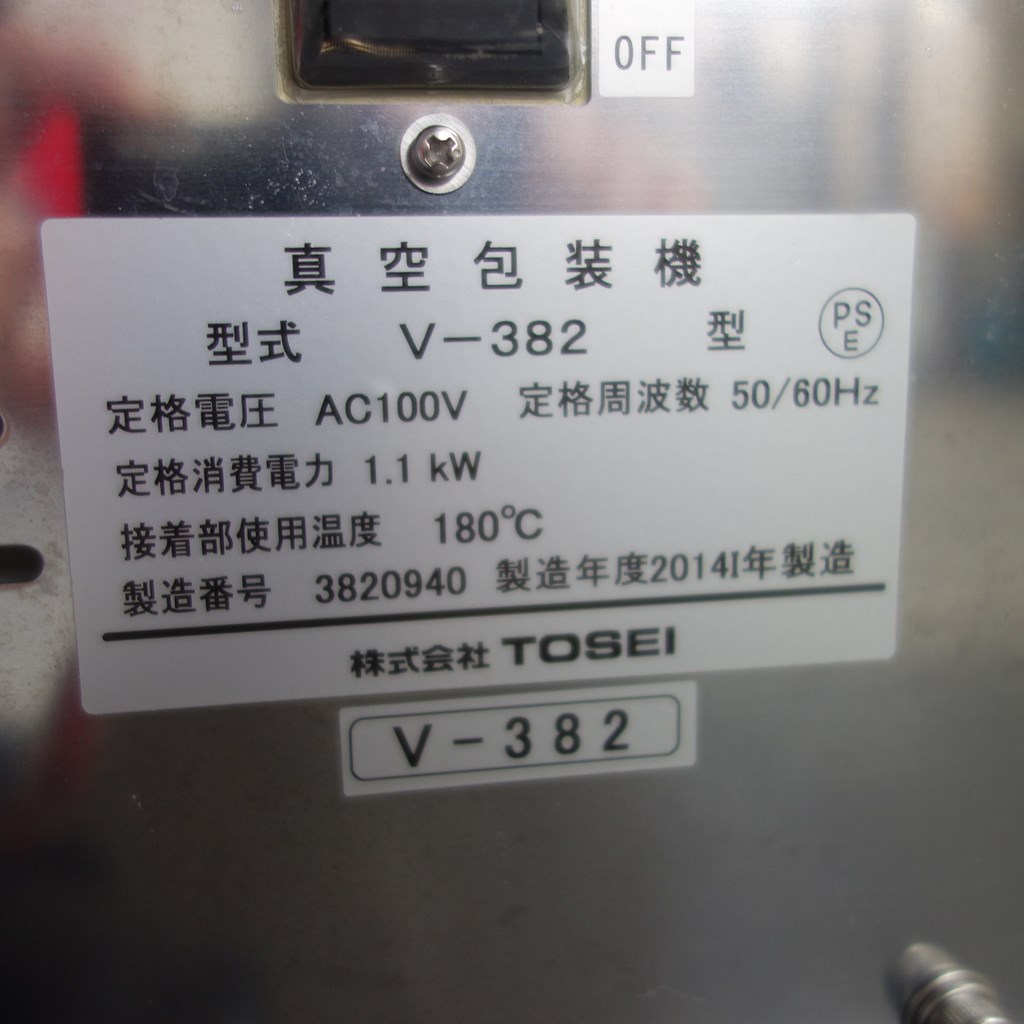 OFF
真空包装機
型式 V-382 型 PSE
定格電圧 AC100V 定格周波数 50/60Hz
定格消費電力 1.1kW
接着部使用温度 180℃
製造番号 3820940 製造年度2014I年製造
株式会社 TOSEI
V-382